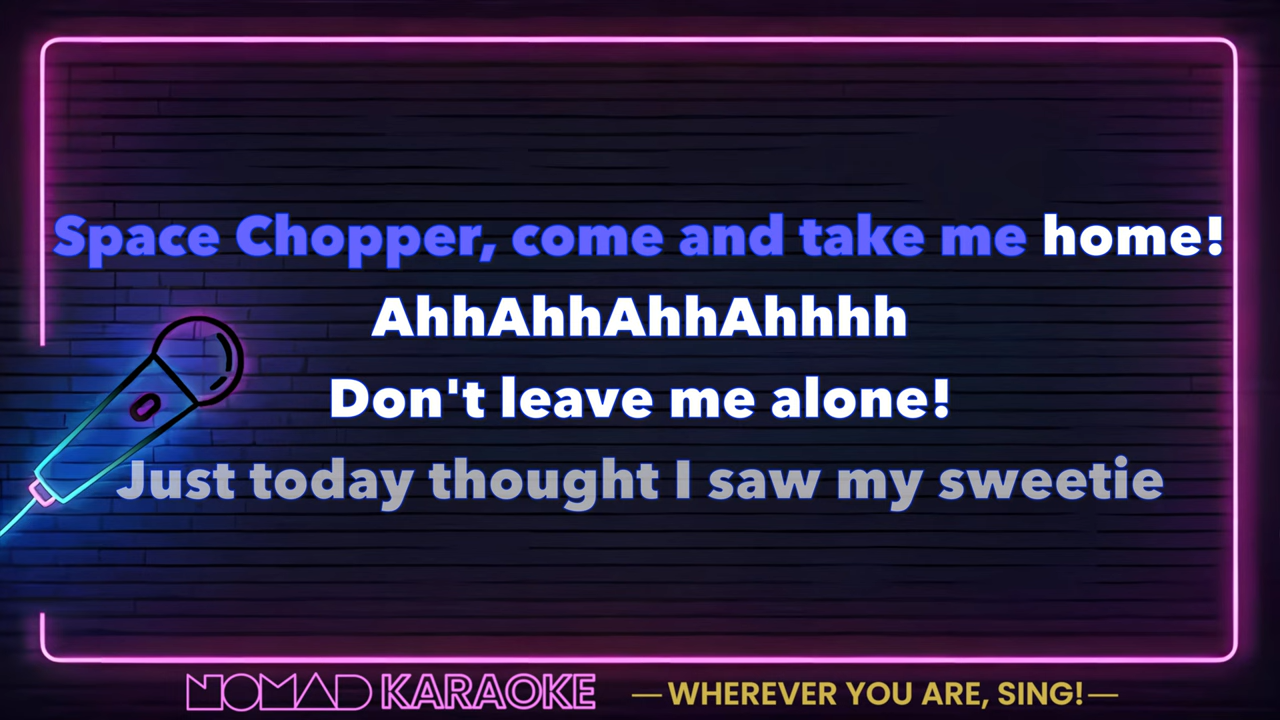 Space Chopper, come and take me home!
AhhAhhAhhAhhhh
Don't leave me alone!
Just today thought I saw my sweetie
NOMAD KARAOKE —WHEREVER YOU ARE, SING!—